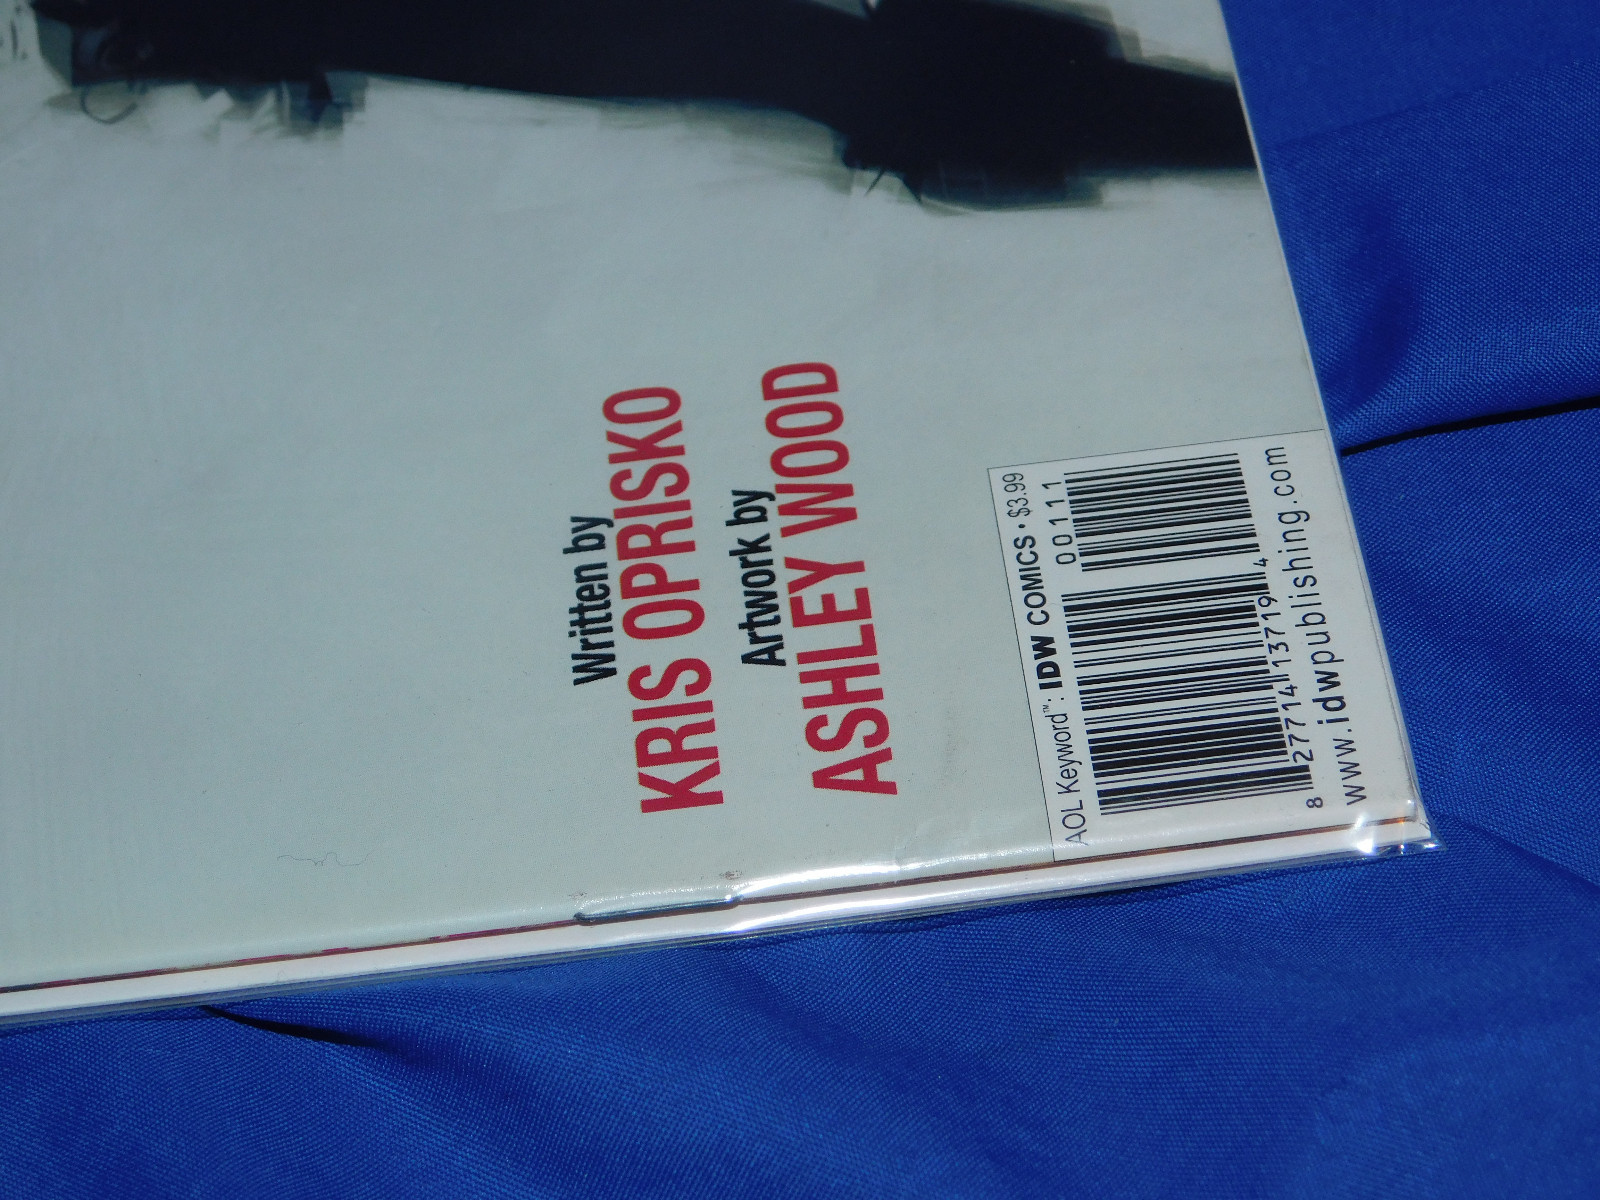 Written by
KRIS OPRISKO
Artwork by
ASHLEY WOOD
AOL Keyword™: IDW COMICS • $3.99
00111
8 27714 13719 4
www.idwpublishing.com